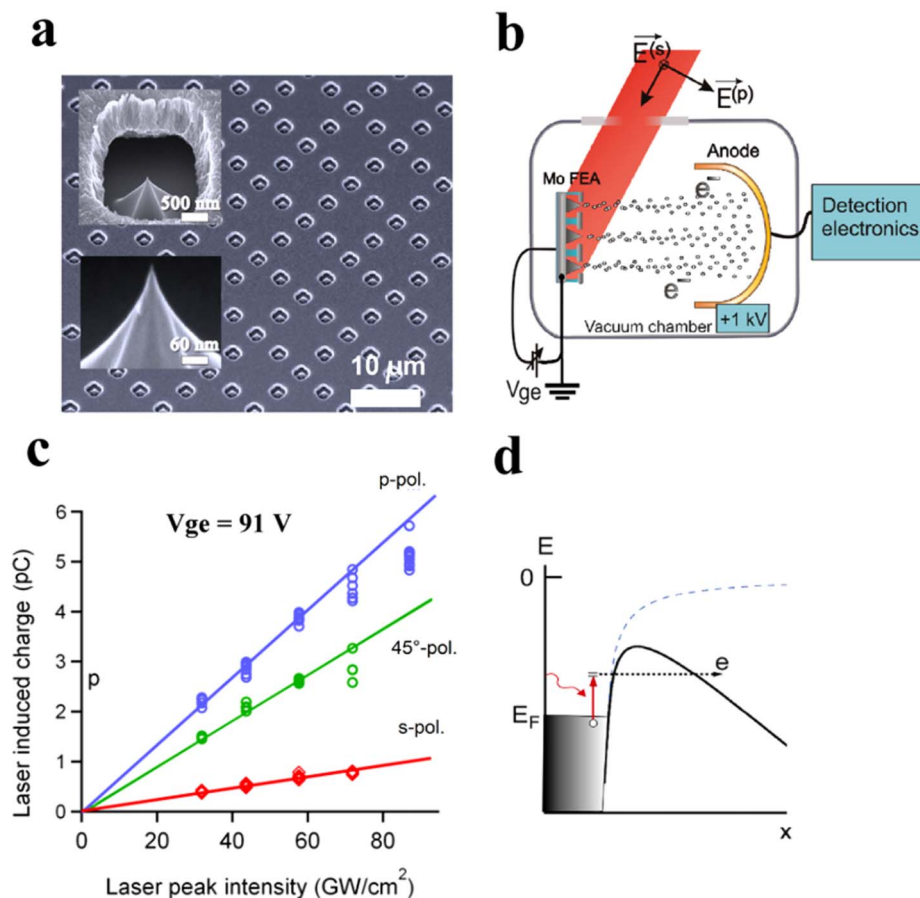 a
500 nm
60 nm
10 µm
b
E(s)
E(p)
Anode
Mo FEA
e
e
Detection
electronics
Vacuum chamber
+1 kV
Vge
c
Vge = 91 V
p-pol.
45°-pol.
s-pol.
p
Laser induced charge (pC)
6
5
4
3
2
1
0
0
20
40
60
80
Laser peak intensity (GW/cm²)
d
E
0
e
EF
x